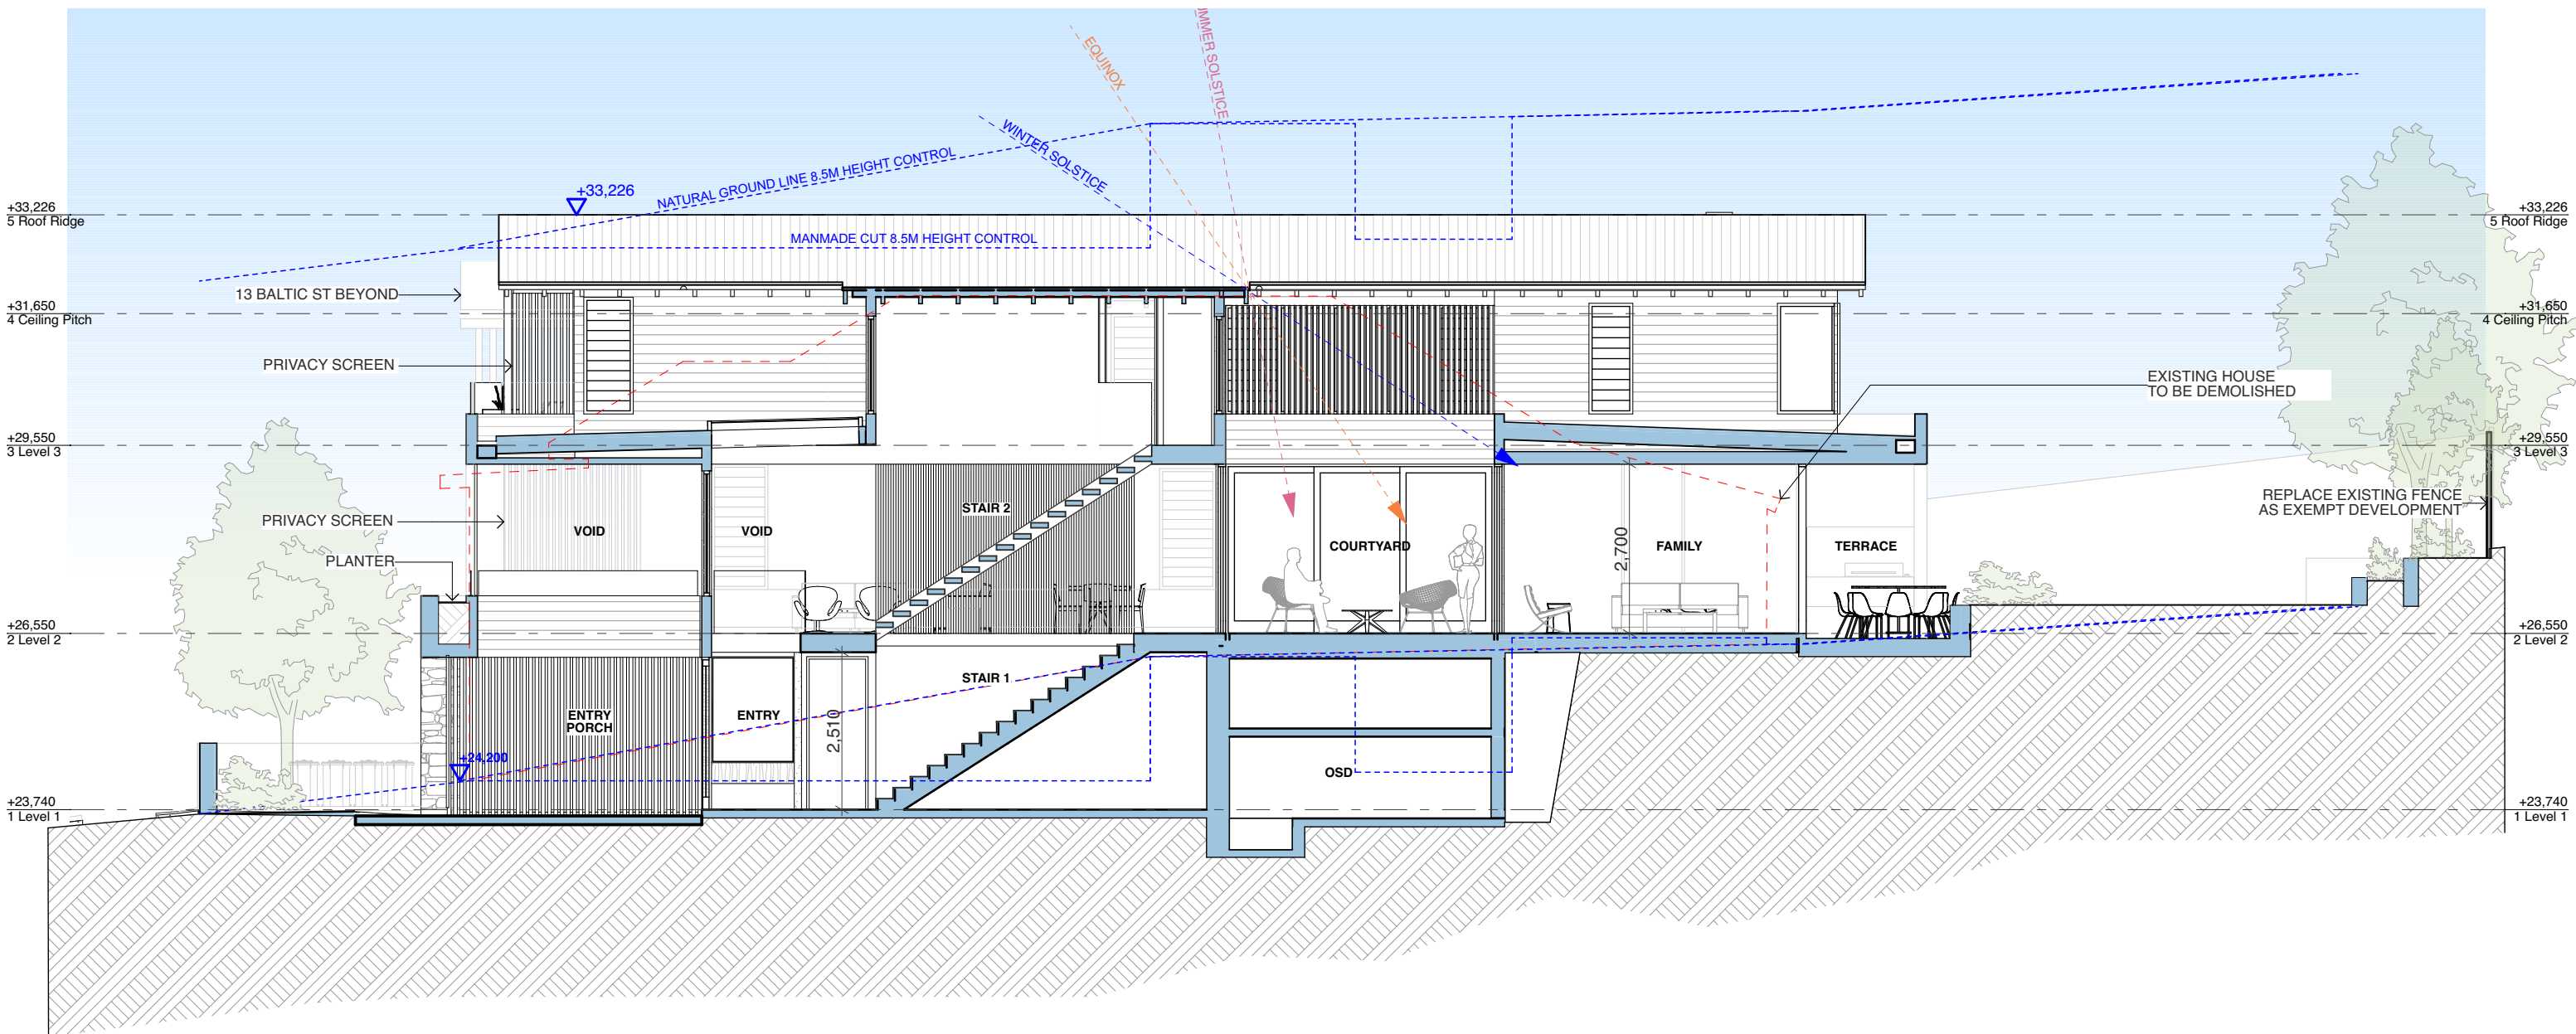 UMMER SOLSTICE
EQUINOX
WINTER SOLSTICE
NATURAL GROUND LINE 8.5M HEIGHT CONTROL
+33,226
+33,226
5 Roof Ridge
+33,226
5 Roof Ridge
MANMADE CUT 8.5M HEIGHT CONTROL
13 BALTIC ST BEYOND
+31,650
4 Ceiling Pitch
+31,650
4 Ceiling Pitch
PRIVACY SCREEN
EXISTING HOUSE
TO BE DEMOLISHED
+29,550
3 Level 3
+29,550
3 Level 3
REPLACE EXISTING FENCE
AS EXEMPT DEVELOPMENT
PRIVACY SCREEN
VOID
VOID
STAIR 2
COURTYARD
2,700
FAMILY
TERRACE
PLANTER
+26,550
2 Level 2
+26,550
2 Level 2
STAIR 1
ENTRY
PORCH
ENTRY
2,510
+24,200
OSD
+23,740
1 Level 1
+23,740
1 Level 1